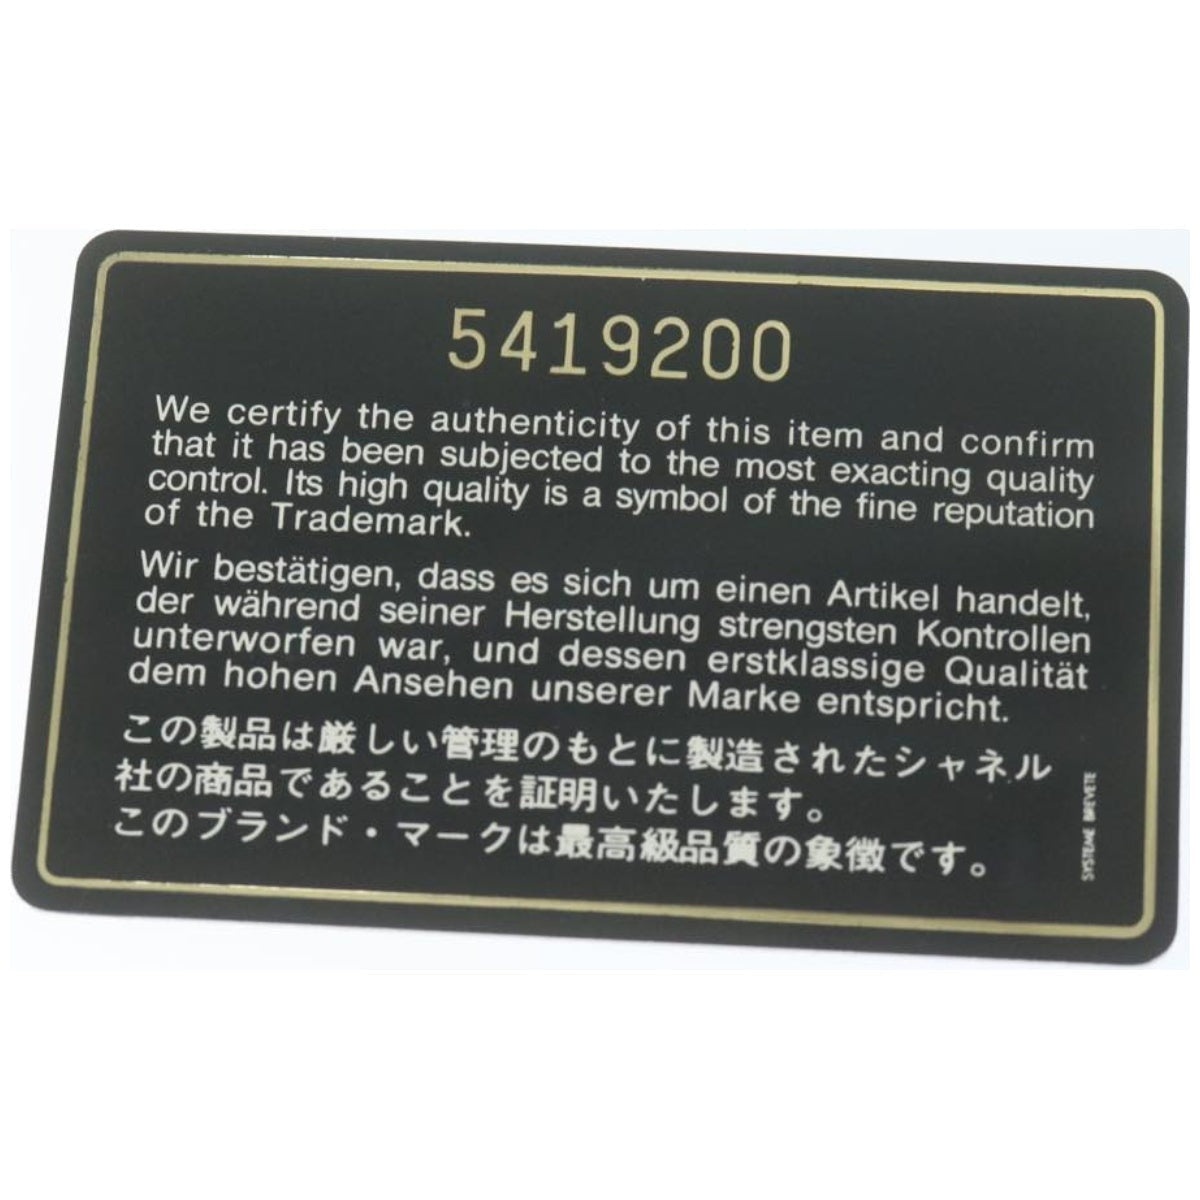 5419200
We certify the authenticity of this item and confirm
that it has been subjected to the most exacting quality
control. Its high quality is a symbol of the fine reputation
of the Trademark.
Wir bestätigen, dass es sich um einen Artikel handelt,
der während seiner Herstellung strengsten Kontrollen
unterworfen war, und dessen erstklassige Qualität
dem hohen Ansehen unserer Marke entspricht.
この製品は厳しい管理のもとに製造されたシャネル
社の商品であることを証明いたします。
このブランド・マークは最高級品質の象徴です。
SYSTEME BREVETE